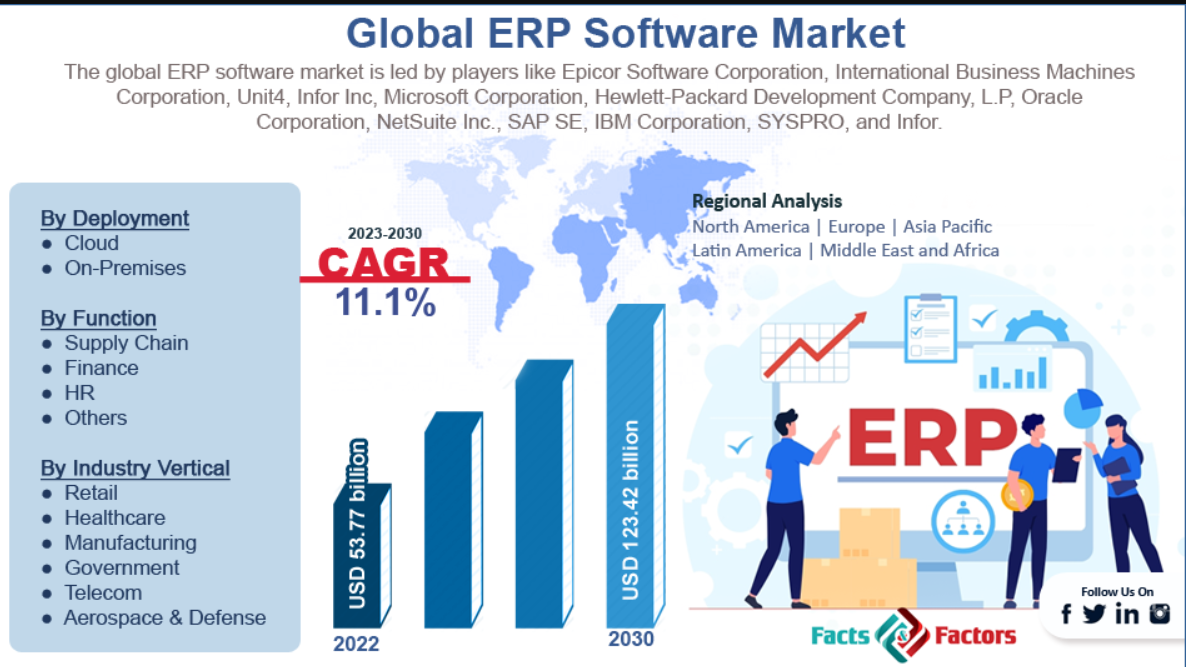 Global ERP Software Market
The global ERP software market is led by players like Epicor Software Corporation, International Business Machines
Corporation, Unit4, Infor Inc, Microsoft Corporation, Hewlett-Packard Development Company, L.P, Oracle
Corporation, NetSuite Inc., SAP SE, IBM Corporation, SYSPRO, and Infor.
By Deployment
● Cloud
● On-Premises
By Function
● Supply Chain
● Finance
● HR
● Others
By Industry Vertical
● Retail
● Healthcare
● Manufacturing
● Government
● Telecom
● Aerospace & Defense
2023-2030
CAGR
11.1%
USD 53.77 billion
2022
USD 123.42 billion
2030
Regional Analysis
North America | Europe | Asia Pacific
Latin America | Middle East and Africa
ERP
Facts & Factors
Follow Us On